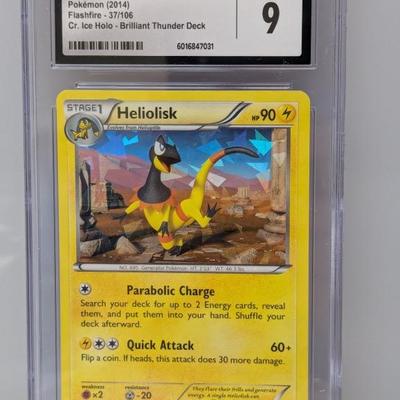 Pokémon (2014)
Flashfire - 37/106
Cr. Ice Holo - Brilliant Thunder Deck
9
6016847031
STAGE1
Heliolisk
HP90
Evolves from Helioptile
NO. 695 Generator Pokémon HT: 3'03" WT: 46.3 lbs.
Parabolic Charge
Search your deck for up to 2 Energy cards, reveal
them, and put them into your hand. Shuffle your
deck afterward.
Quick Attack 60+
Flip a coin. If heads, this attack does 30 more damage.
weakness
×2
resistance
-20
They flare their frills and generate
energy. A single Heliolisk can